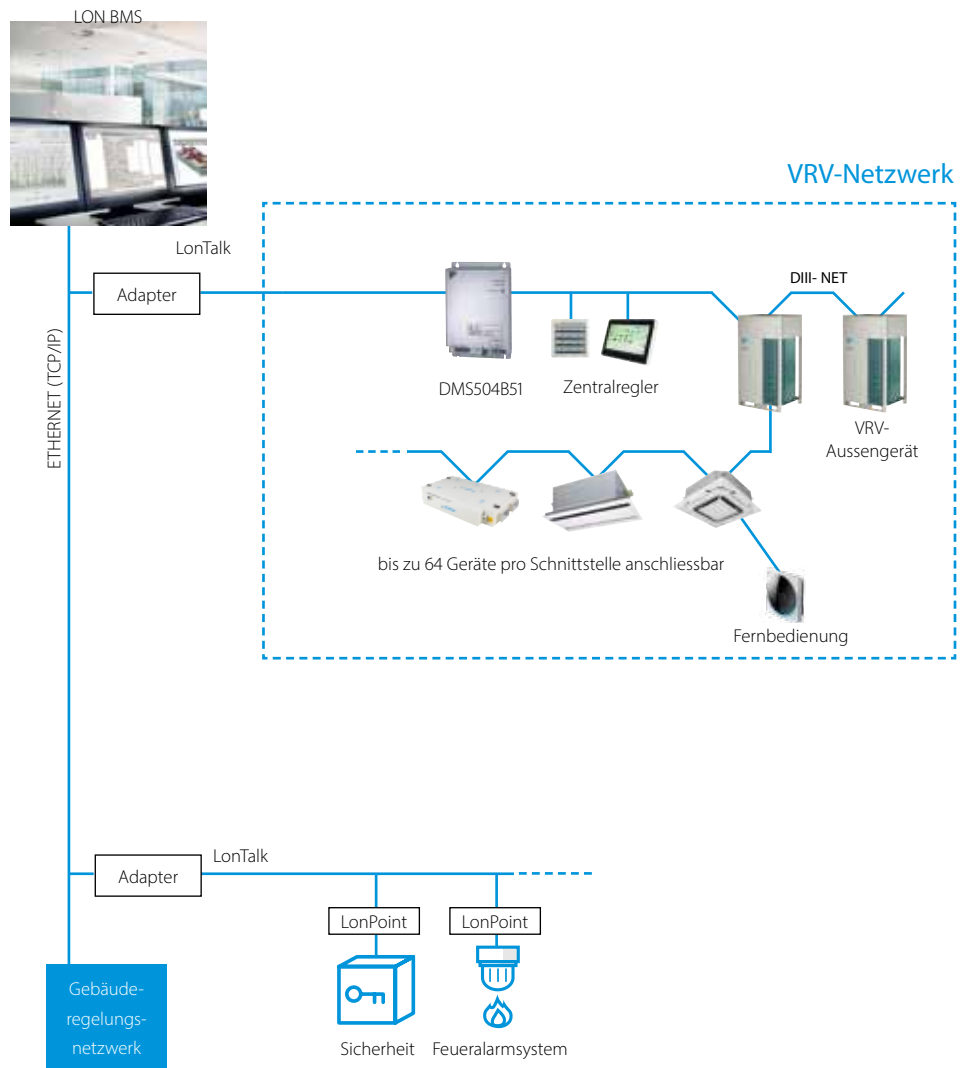 LON BMS
VRV-Netzwerk
LonTalk
Adapter
ETHERNET (TCP/IP)
DIII- NET
DMS504B51
Zentralregler
VRV-
Aussengerät
bis zu 64 Geräte pro Schnittstelle anschliessbar
Fernbedienung
LonTalk
Adapter
LonPoint
LonPoint
Gebäude-
regelungs-
netzwerk
Sicherheit
Feueralarmsystem